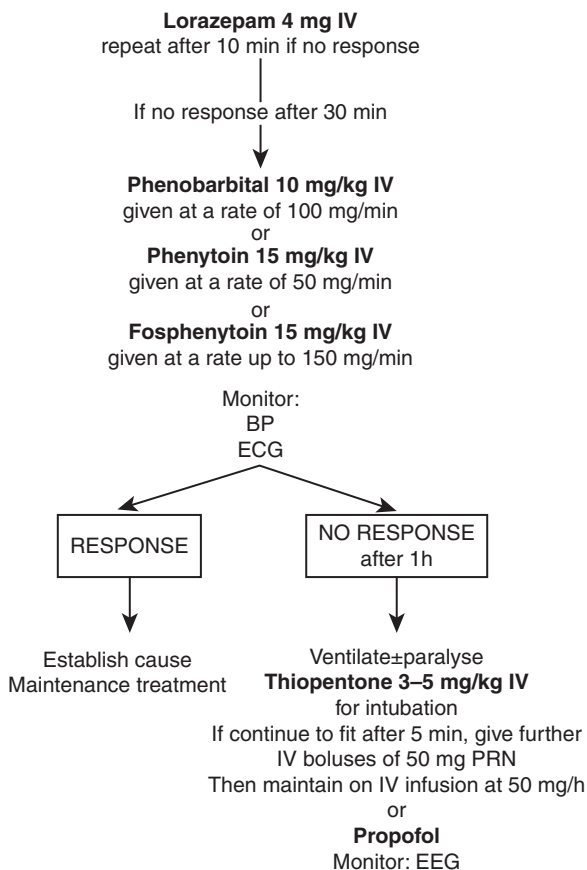 Lorazepam 4 mg IV
repeat after 10 min if no response
If no response after 30 min
Phenobarbital 10 mg/kg IV
given at a rate of 100 mg/min
or
Phenytoin 15 mg/kg IV
given at a rate of 50 mg/min
or
Fosphenytoin 15 mg/kg IV
given at a rate up to 150 mg/min
Monitor:
BP
ECG
RESPONSE
Establish cause
Maintenance treatment
NO RESPONSE
after 1h
Ventilate±paralyse
Thiopentone 3–5 mg/kg IV
for intubation
If continue to fit after 5 min, give further
IV boluses of 50 mg PRN
Then maintain on IV infusion at 50 mg/h
or
Propofol
Monitor: EEG